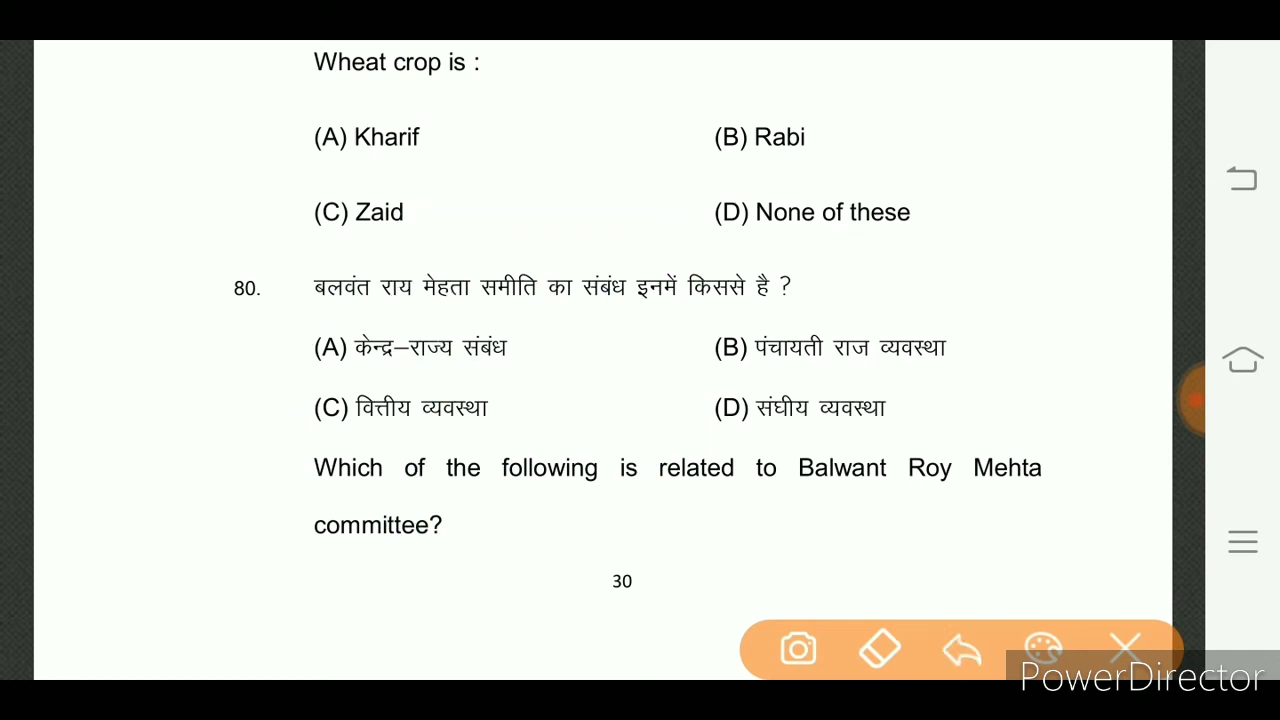 Wheat crop is :
(A) Kharif (B) Rabi
(C) Zaid (D) None of these
80. बलवंत राय मेहता समीति का संबंध इनमें किससे है ?
(A) केन्द्र–राज्य संबंध (B) पंचायती राज व्यवस्था
(C) वित्तीय व्यवस्था (D) संघीय व्यवस्था
Which of the following is related to Balwant Roy Mehta
committee?
30
PowerDirector